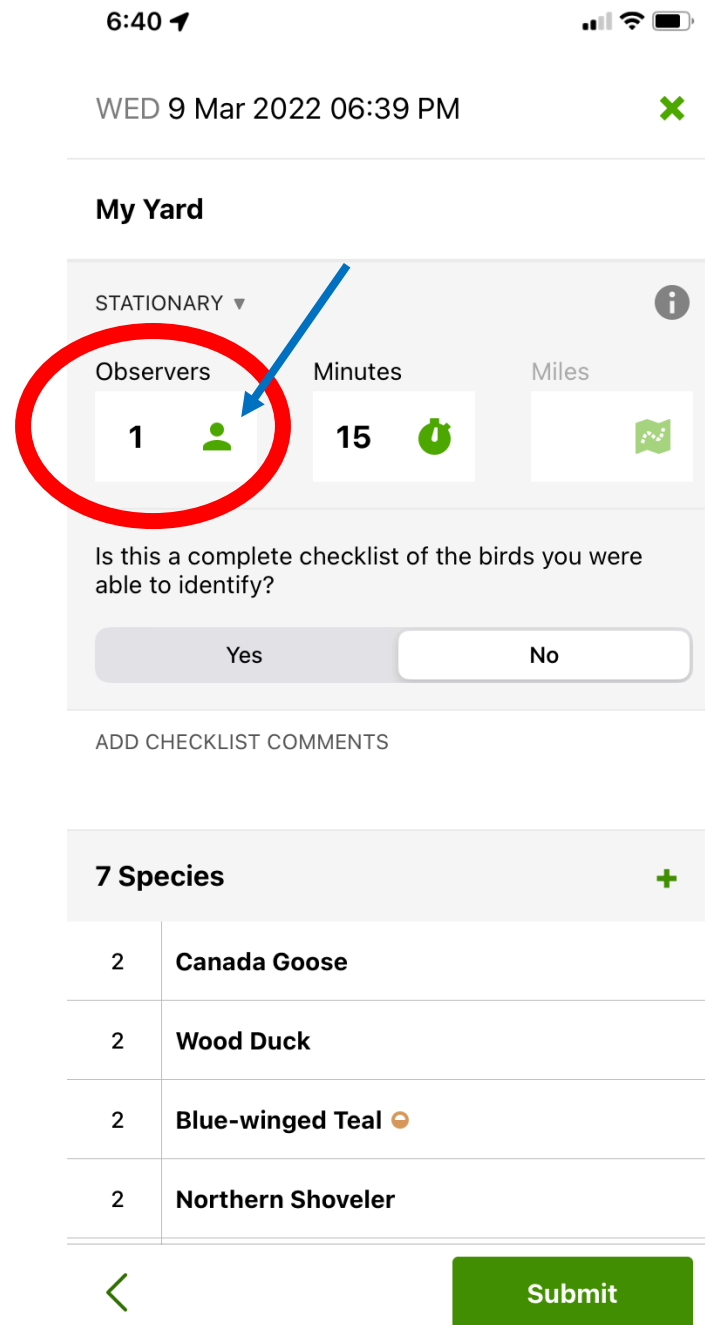 6:40
WED 9 Mar 2022 06:39 PM
My Yard
STATIONARY ▼
Observers Minutes Miles
1 15
Is this a complete checklist of the birds you were
able to identify?
Yes No
ADD CHECKLIST COMMENTS
7 Species
2 Canada Goose
2 Wood Duck
2 Blue-winged Teal
2 Northern Shoveler
Submit